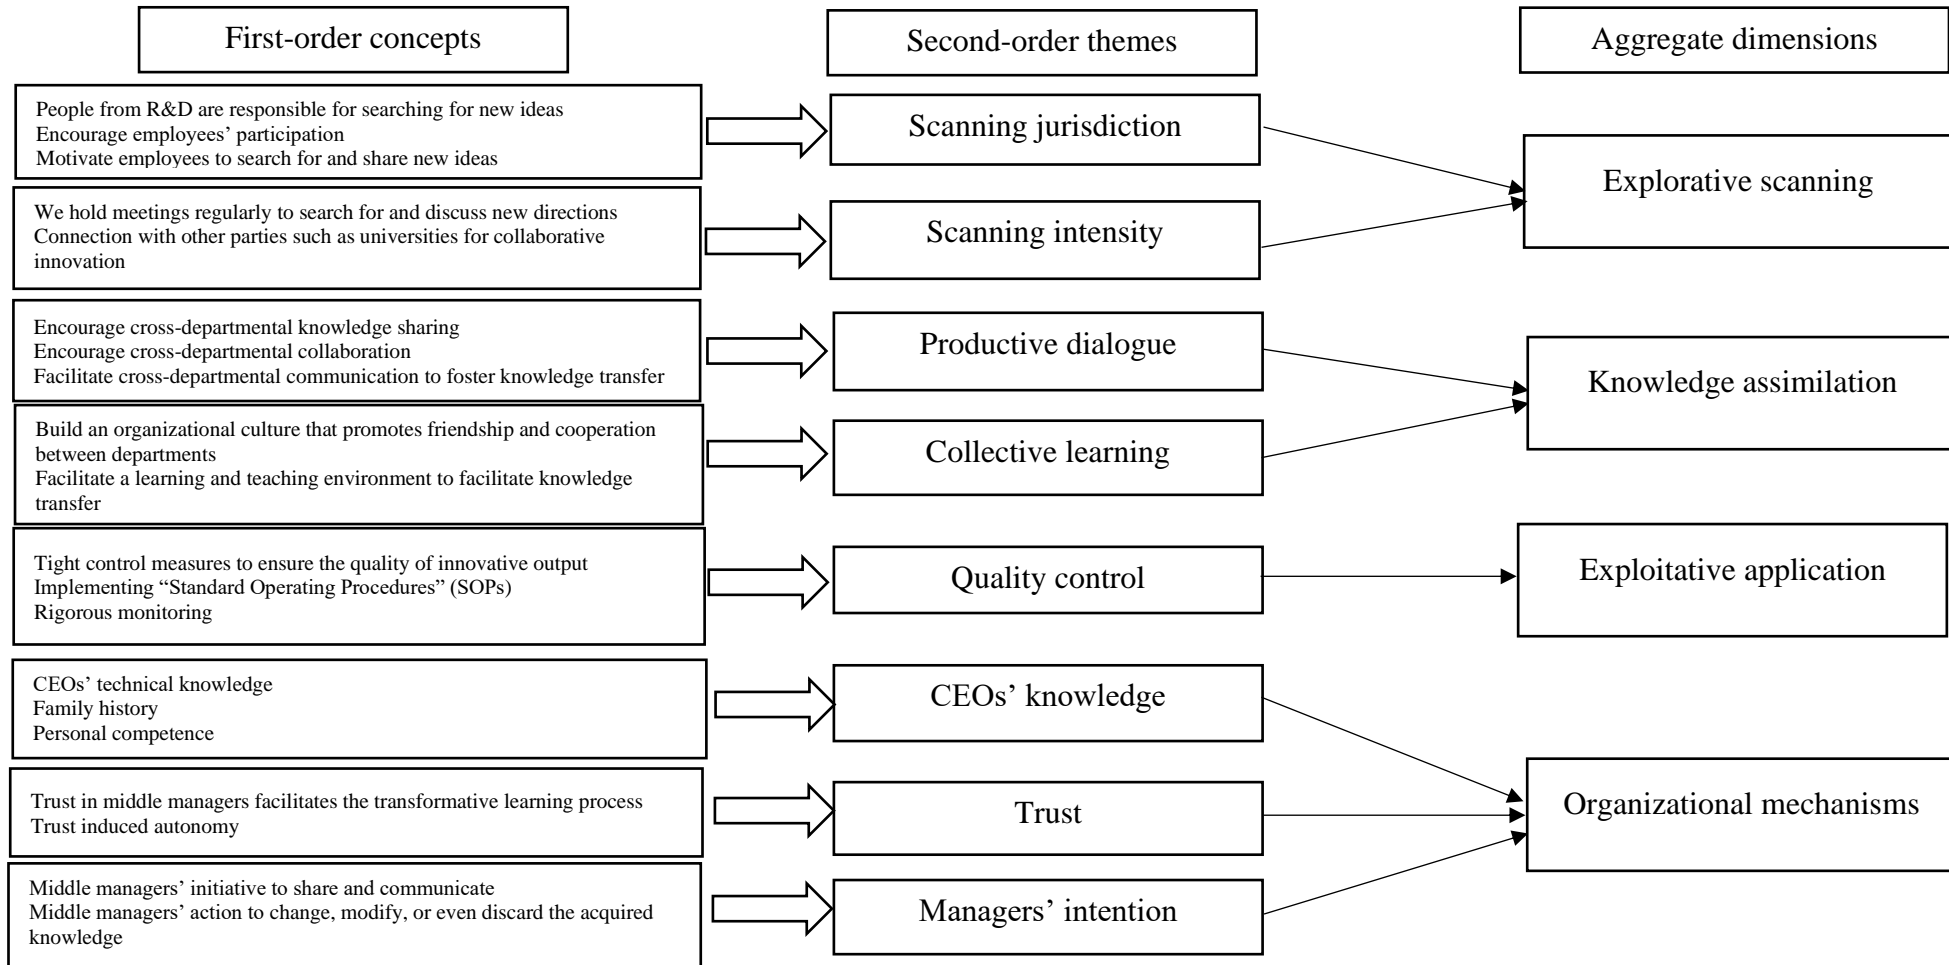 First-order concepts
Second-order themes
Aggregate dimensions
People from R&D are responsible for searching for new ideas
Encourage employees’ participation
Motivate employees to search for and share new ideas
Scanning jurisdiction
Explorative scanning
We hold meetings regularly to search for and discuss new directions
Connection with other parties such as universities for collaborative
innovation
Scanning intensity
Encourage cross-departmental knowledge sharing
Encourage cross-departmental collaboration
Facilitate cross-departmental communication to foster knowledge transfer
Productive dialogue
Knowledge assimilation
Build an organizational culture that promotes friendship and cooperation
between departments
Facilitate a learning and teaching environment to facilitate knowledge
transfer
Collective learning
Tight control measures to ensure the quality of innovative output
Implementing “Standard Operating Procedures” (SOPs)
Rigorous monitoring
Quality control
Exploitative application
CEOs’ technical knowledge
Family history
Personal competence
CEOs’ knowledge
Trust in middle managers facilitates the transformative learning process
Trust induced autonomy
Trust
Organizational mechanisms
Middle managers’ initiative to share and communicate
Middle managers’ action to change, modify, or even discard the acquired
knowledge
Managers’ intention